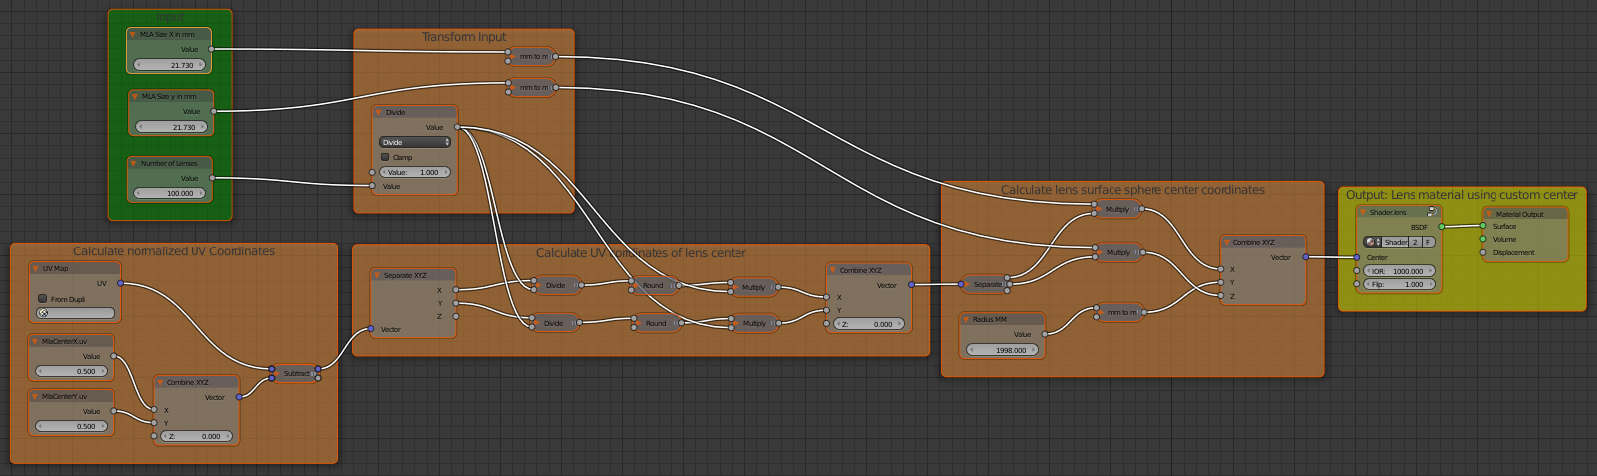 Input
MLA Size X in mm
Value
21.730
MLA Size y in mm
Value
21.730
Number of Lenses
Value
100.000
Transform Input
mm to m
mm to m
Divide
Value
Divide
Clamp
Value: 1.000
Value
Calculate normalized UV Coordinates
UV Map
UV
From Dupli
MlaCenterX.uv
Value
0.500
MlaCenterY.uv
Value
0.500
Combine XYZ
Vector
X
Y
Z: 0.000
Subtract
Calculate UV coordinates of lens center
Separate XYZ
X
Y
Z
Vector
Divide
Round
Multiply
Divide
Round
Multiply
Combine XYZ
Vector
X
Y
Z: 0.000
Calculate lens surface sphere center coordinates
Multiply
Multiply
Separate
mm to m
Radius MM
Value
1998.000
Combine XYZ
Vector
X
Y
Z
Output: Lens material using custom center
Shader.lens
BSDF
Shader. 2 F
Center
IOR: 1000.000
Flip: 1.000
Material Output
Surface
Volume
Displacement